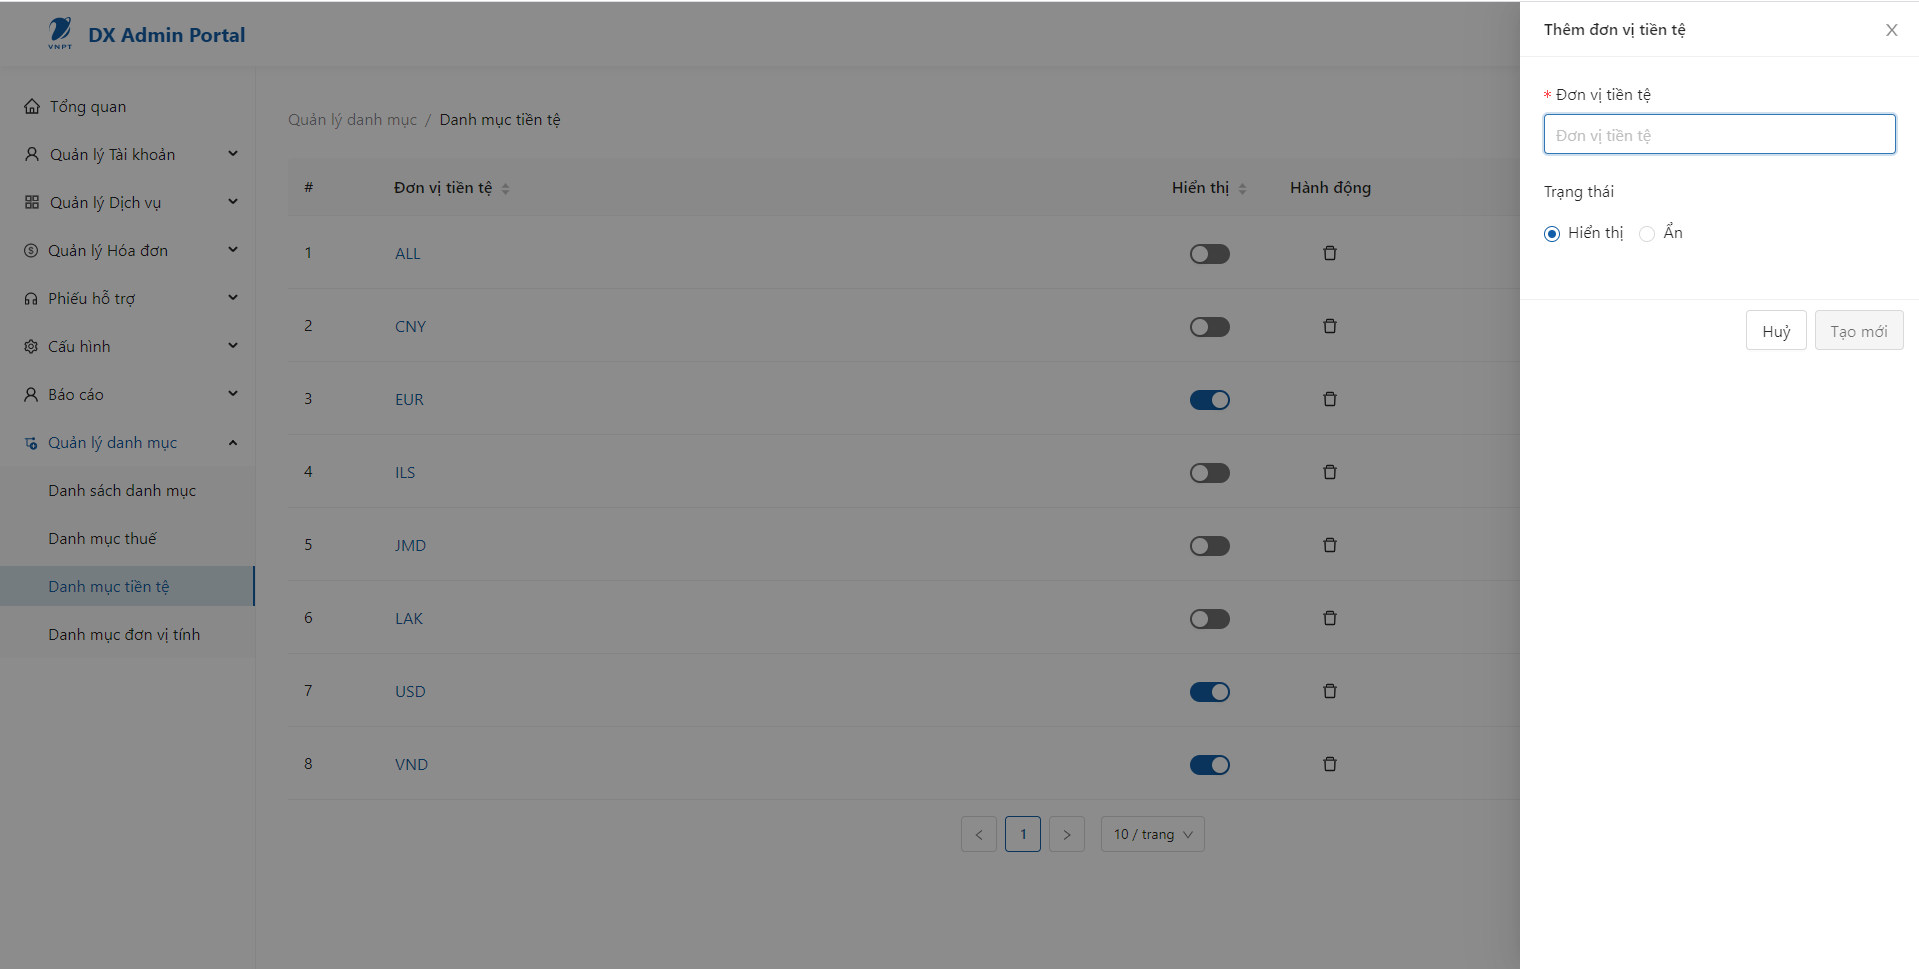 VNPT
DX Admin Portal
Tổng quan
Quản lý Tài khoản
Quản lý Dịch vụ
Quản lý Hóa đơn
Phiếu hỗ trợ
Cấu hình
Báo cáo
Quản lý danh mục
Danh sách danh mục
Danh mục thuế
Danh mục tiền tệ
Danh mục đơn vị tính
Quản lý danh mục / Danh mục tiền tệ
# Đơn vị tiền tệ Hiển thị Hành động
1 ALL
2 CNY
3 EUR
4 ILS
5 JMD
6 LAK
7 USD
8 VND
< 1 > 10 / trang
Thêm đơn vị tiền tệ
* Đơn vị tiền tệ
Đơn vị tiền tệ
Trạng thái
Hiển thị Ẩn
Huỷ Tạo mới